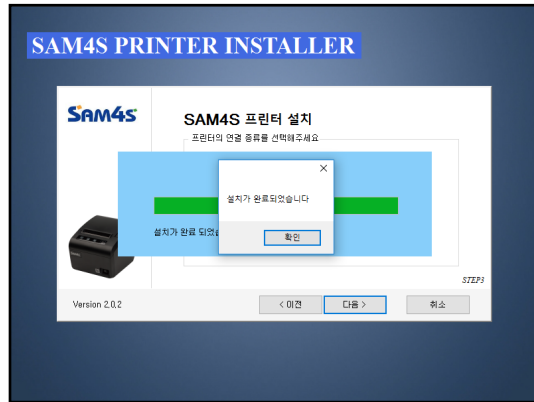 SAM4S PRINTER INSTALLER
SAM4S
SAM4S 프린터 설치
프린터의 연결 종류를 선택해주세요
설치가 완료되었습니다
설치가 완료 되었
확인
STEP3
Version 2,0,2
< 이전
다음 >
취소